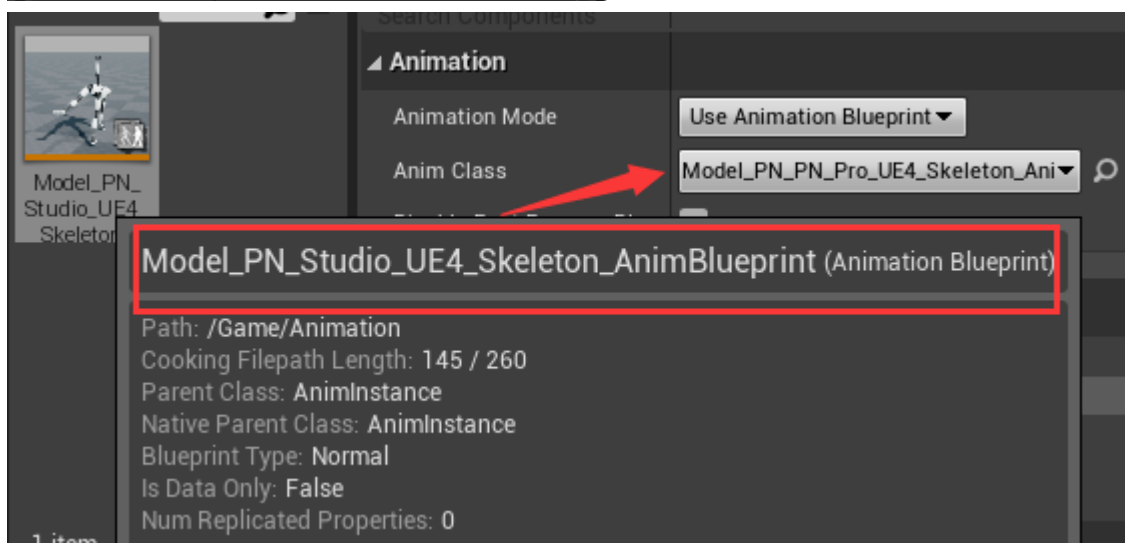 Search Components
Animation
Animation Mode
Use Animation Blueprint
Anim Class
Model_PN_PN_Pro_UE4_Skeleton_Ani
Model_PN_
Studio_UE4
Skeleton
Model_PN_Studio_UE4_Skeleton_AnimBlueprint (Animation Blueprint)
Path: /Game/Animation
Cooking Filepath Length: 145 / 260
Parent Class: AnimInstance
Native Parent Class: AnimInstance
Blueprint Type: Normal
Is Data Only: False
Num Replicated Properties: 0
1 item